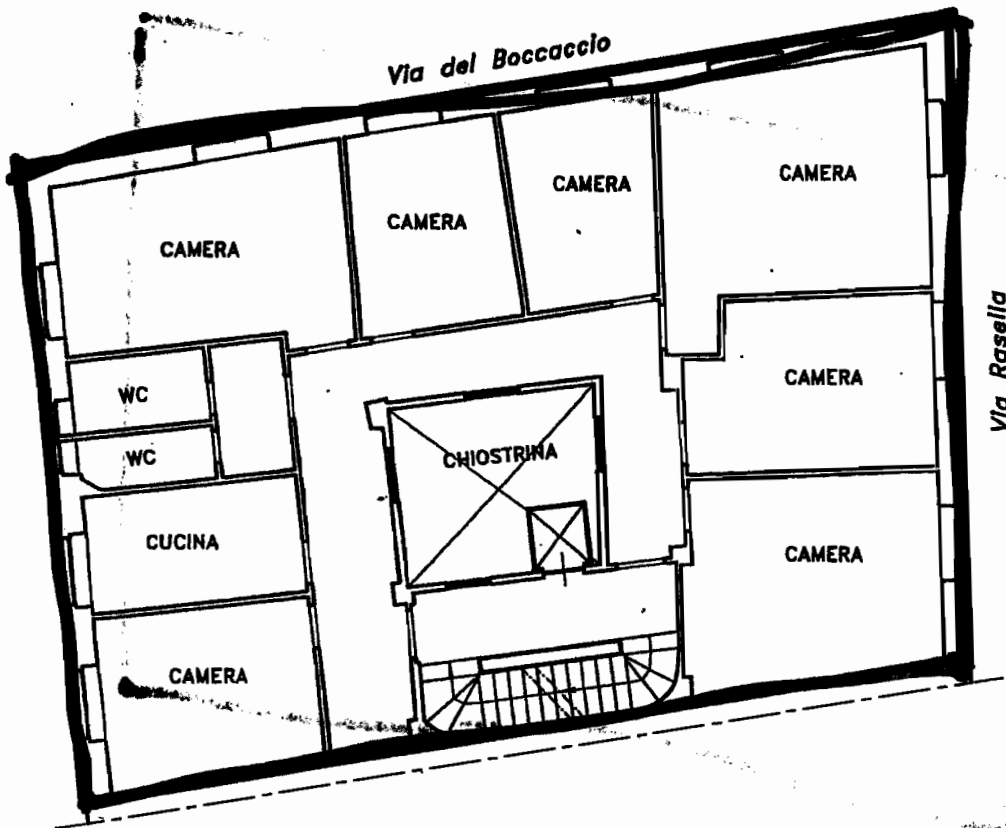 Via del Boccaccio
CAMERA
CAMERA
CAMERA
CAMERA
Via Rasella
CAMERA
WC
WC
CHIOSTRINA
CUCINA
CAMERA
CAMERA